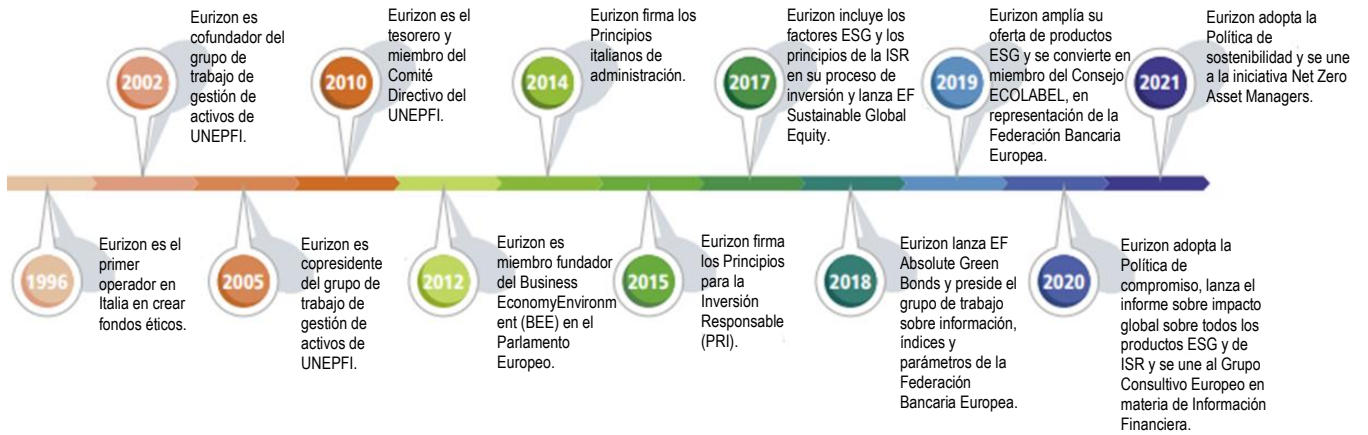 Eurizon es
cofundador del
grupo de
trabajo de
gestión de
activos de
UNEPFI.
2002
Eurizon es el
tesorero y
miembro del
Comité
Directivo del
UNEPFI.
2010
Eurizon firma los
Principios
italianos de
administración.
2014
Eurizon incluye los
factores ESG y los
principios de la ISR
en su proceso de
inversión y lanza EF
Sustainable Global
Equity.
2017
Eurizon amplía su
oferta de productos
ESG y se convierte en
miembro del Consejo
ECOLABEL, en
representación de la
Federación Bancaria
Europea.
2019
Eurizon adopta la
Política de
sostenibilidad y se une
a la iniciativa Net Zero
Asset Managers.
2021
1996
Eurizon es el
primer
operador en
Italia en crear
fondos éticos.
2005
Eurizon es
copresidente
del grupo de
trabajo de
gestión de
activos de
UNEPFI.
2012
Eurizon es
miembro fundador
del Business
EconomyEnvironm
ent (BEE) en el
Parlamento
Europeo.
2015
Eurizon firma
los Principios
para la
Inversión
Responsable
(PRI).
2018
Eurizon lanza EF
Absolute Green
Bonds y preside el
grupo de trabajo
sobre información,
índices y
parámetros de la
Federación
Bancaria Europea.
2020
Eurizon adopta la
Política de
compromiso, lanza el
informe sobre impacto
global sobre todos los
productos ESG y de
ISR y se une al Grupo
Consultivo Europeo en
materia de Información
Financiera.